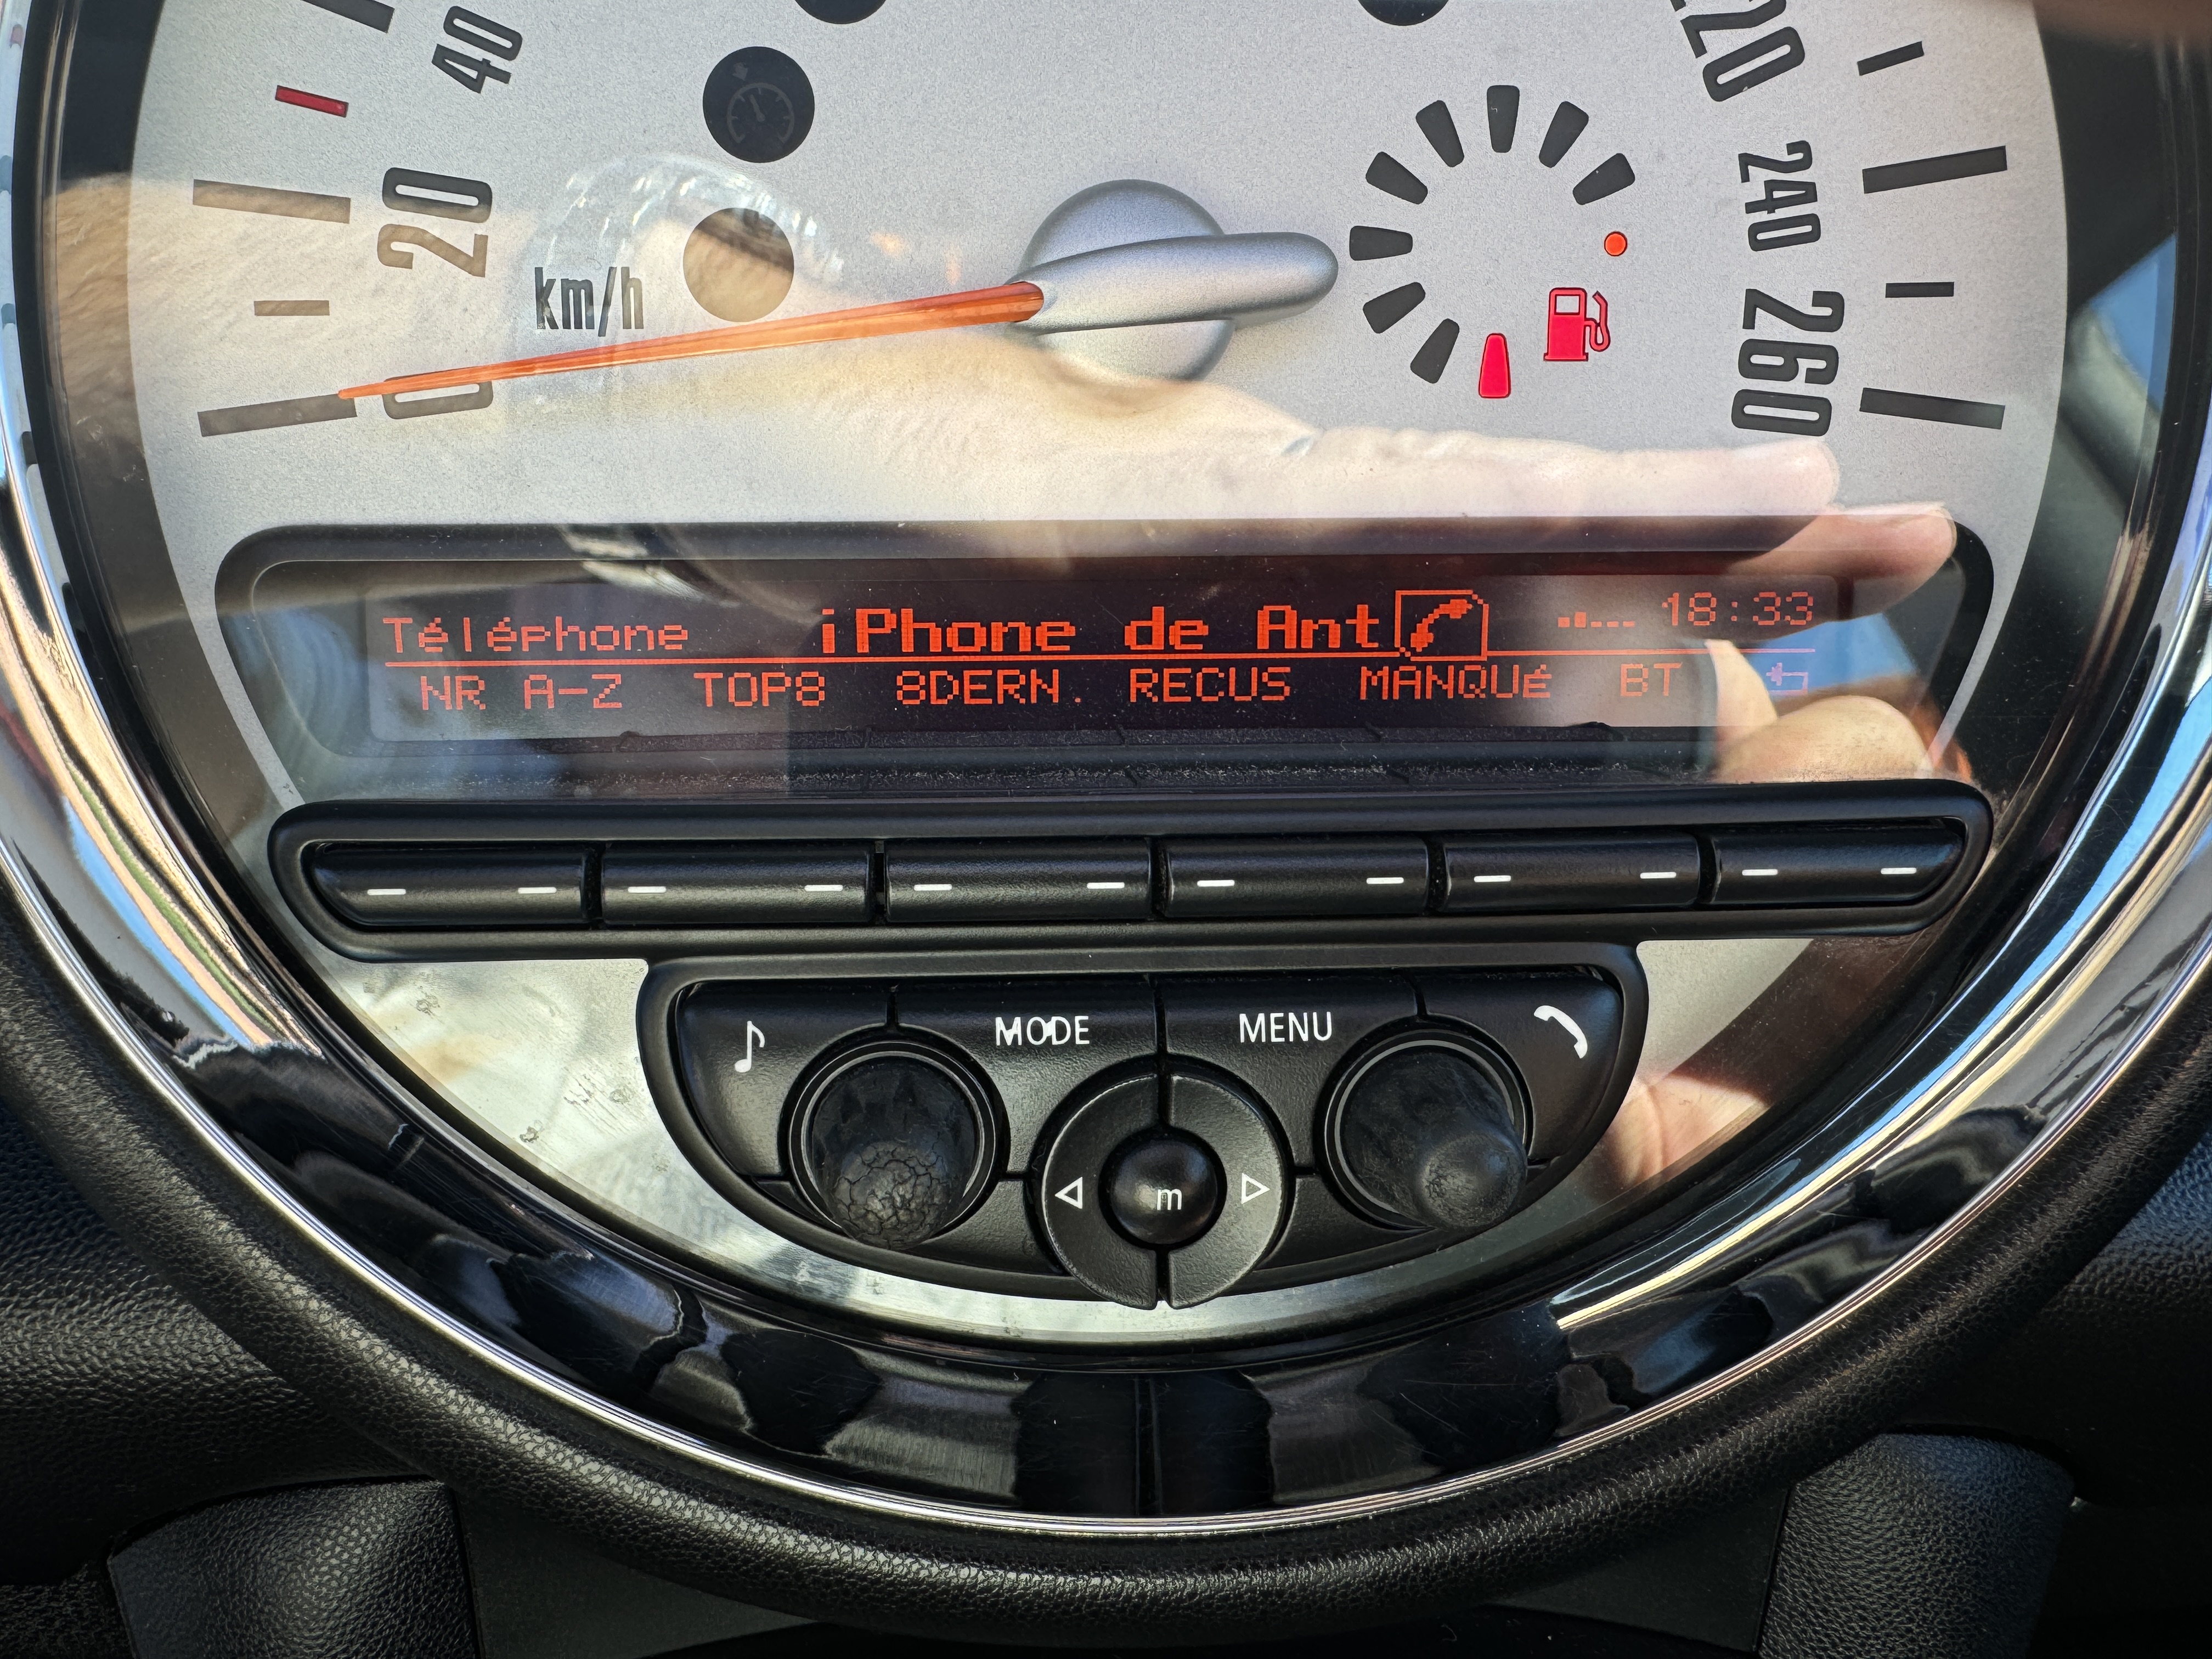 40
20
km/h
0
220
240
260
Téléphone iPhone de Ant 18:33
NR A-Z TOP8 8DERN. RECUS MANQUé BT
MODE MENU
m